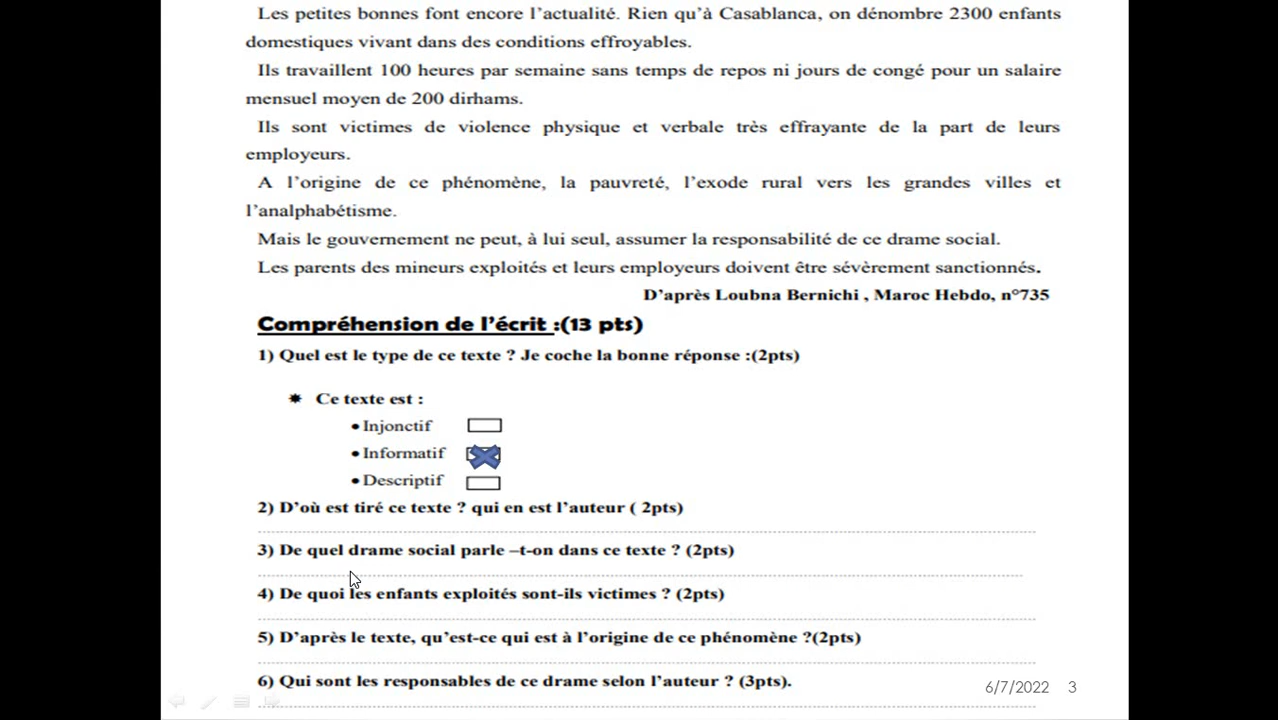 Les petites bonnes font encore l'actualité. Rien qu'à Casablanca, on dénombre 2300 enfants
domestiques vivant dans des conditions effroyables.
Ils travaillent 100 heures par semaine sans temps de repos ni jours de congé pour un salaire
mensuel moyen de 200 dirhams.
Ils sont victimes de violence physique et verbale très effrayante de la part de leurs
employeurs.
A l'origine de ce phénomène, la pauvreté, l'exode rural vers les grandes villes et
l'analphabétisme.
Mais le gouvernement ne peut, à lui seul, assumer la responsabilité de ce drame social.
Les parents des mineurs exploités et leurs employeurs doivent être sévèrement sanctionnés.
D'après Loubna Bernichi , Maroc Hebdo, n°735
Compréhension de l'écrit :(13 pts)
1) Quel est le type de ce texte ? Je coche la bonne réponse :(2pts)
Ce texte est :
• Injonctif
• Informatif
• Descriptif
2) D'où est tiré ce texte ? qui en est l'auteur ( 2pts)
3) De quel drame social parle –t-on dans ce texte ? (2pts)
4) De quoi les enfants exploités sont-ils victimes ? (2pts)
5) D'après le texte, qu'est-ce qui est à l'origine de ce phénomène ?(2pts)
6) Qui sont les responsables de ce drame selon l'auteur ? (3pts).
6/7/2022 3